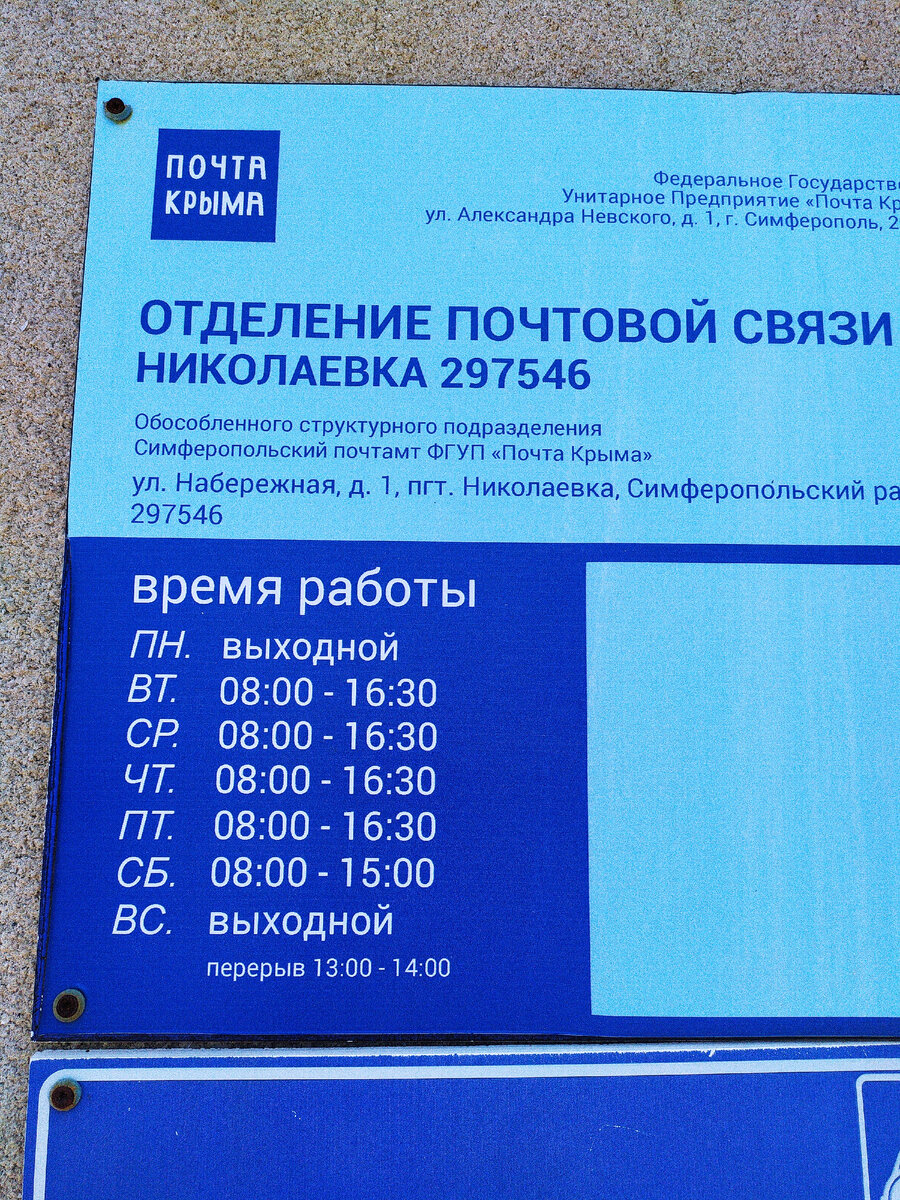 ПОЧТА
КРЫМА
Федеральное Государстве
Унитарное Предприятие «Почта Кр
ул. Александра Невского, д. 1, г. Симферополь, 2
ОТДЕЛЕНИЕ ПОЧТОВОЙ СВЯЗИ
НИКОЛАЕВКА 297546
Обособленного структурного подразделения
Симферопольский почтамт ФГУП «Почта Крыма»
ул. Набережная, д. 1, пгт. Николаевка, Симферопольский ра
297546
время работы
ПН. выходной
ВТ. 08:00 - 16:30
СР. 08:00 - 16:30
ЧТ. 08:00 - 16:30
ПТ. 08:00 - 16:30
СБ. 08:00 - 15:00
ВС. выходной
перерыв 13:00 - 14:00